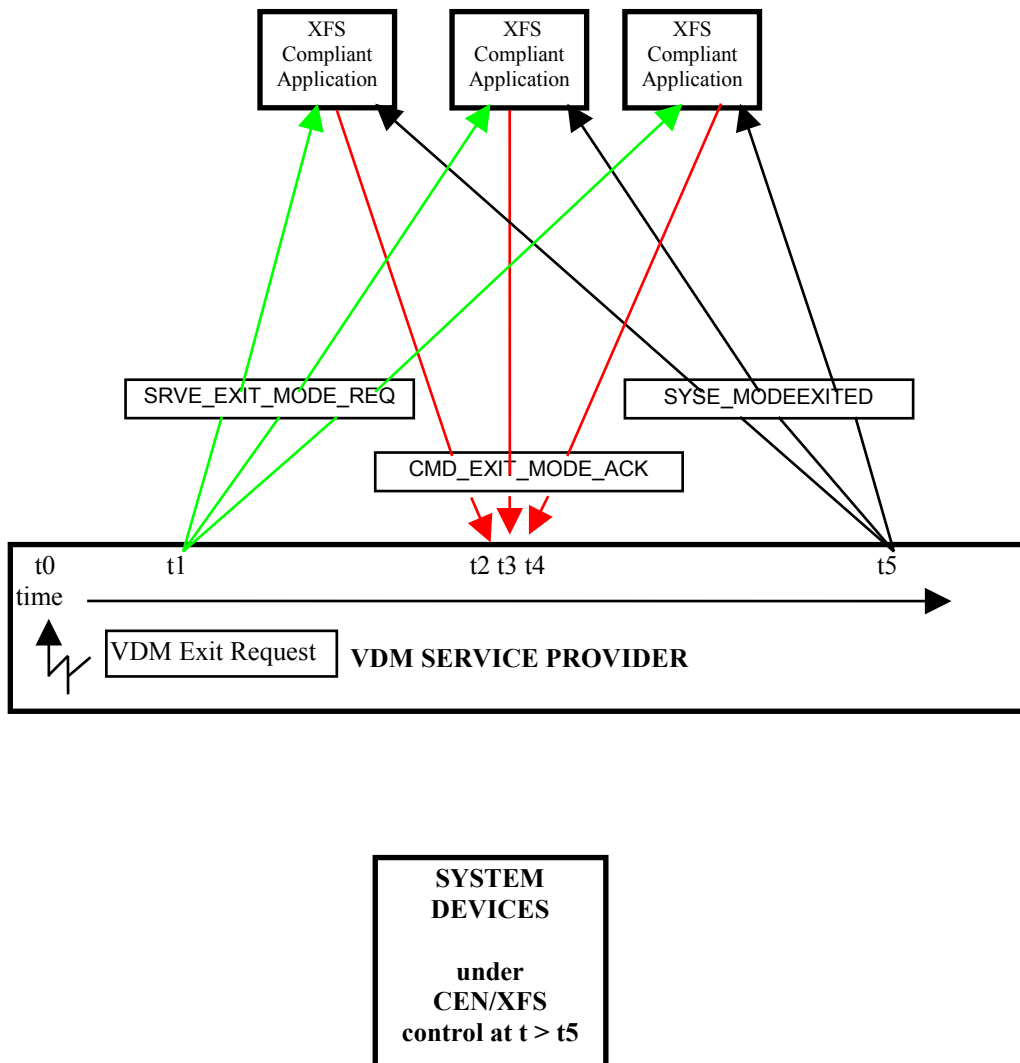 XFS
Compliant
Application
XFS
Compliant
Application
XFS
Compliant
Application
SRVE_EXIT_MODE_REQ
SYSE_MODEEXITED
CMD_EXIT_MODE_ACK
t0
t1
t2 t3 t4
t5
time
VDM Exit Request
VDM SERVICE PROVIDER
SYSTEM
DEVICES
under
CEN/XFS
control at t > t5